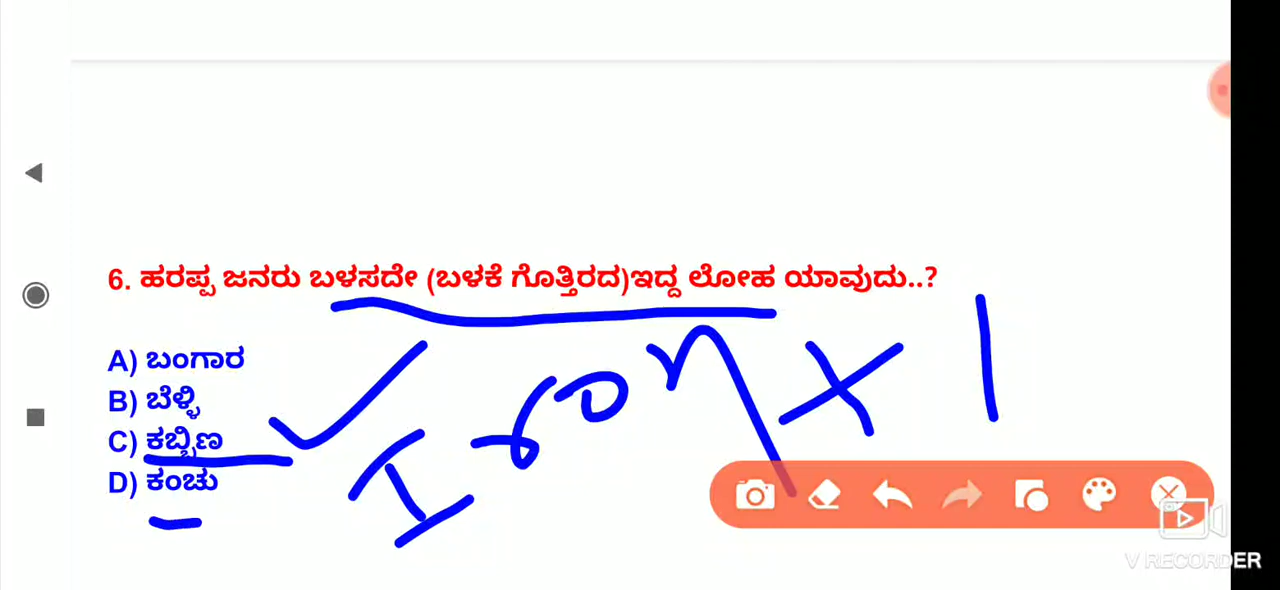 6. ಹರಪ್ಪ ಜನರು ಬಳಸದೇ (ಬಳಕೆ ಗೊತ್ತಿರದ)ಇದ್ದ ಲೋಹ ಯಾವುದು..?
A) ಬಂಗಾರ
B) ಬೆಳ್ಳಿ
C) ಕಬ್ಬಿಣ
D) ಕಂಚು
Iron X |
V RECORDER